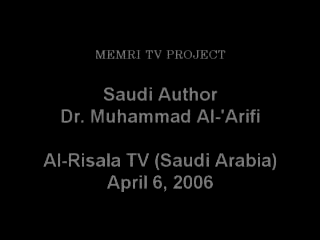 MEMRI TV PROJECT
Saudi Author
Dr. Muhammad Al-'Arifi
Al-Risala TV (Saudi Arabia)
April 6, 2006